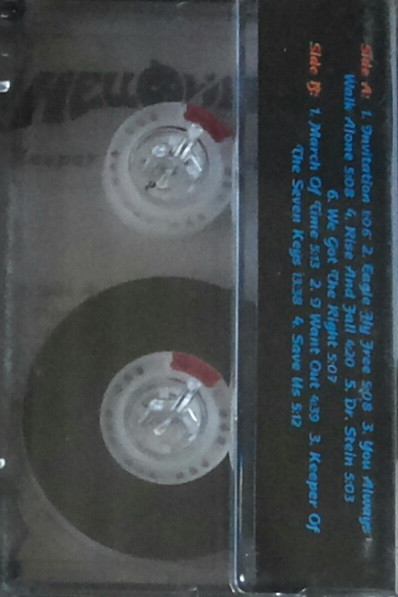 HELLOWEEN
Keeper
Side A: 1. Invitation 1:06 2. Eagle Fly Free 5:08 3. You Always
Walk Alone 5:08 4. Rise And Fall 4:20 5. Dr. Stein 5:03
6. We Got The Right 5:07
Side B: 1. March Of Time 5:13 2. I Want Out 4:39 3. Keeper Of
The Seven Keys 13:38 4. Save Us 5:12